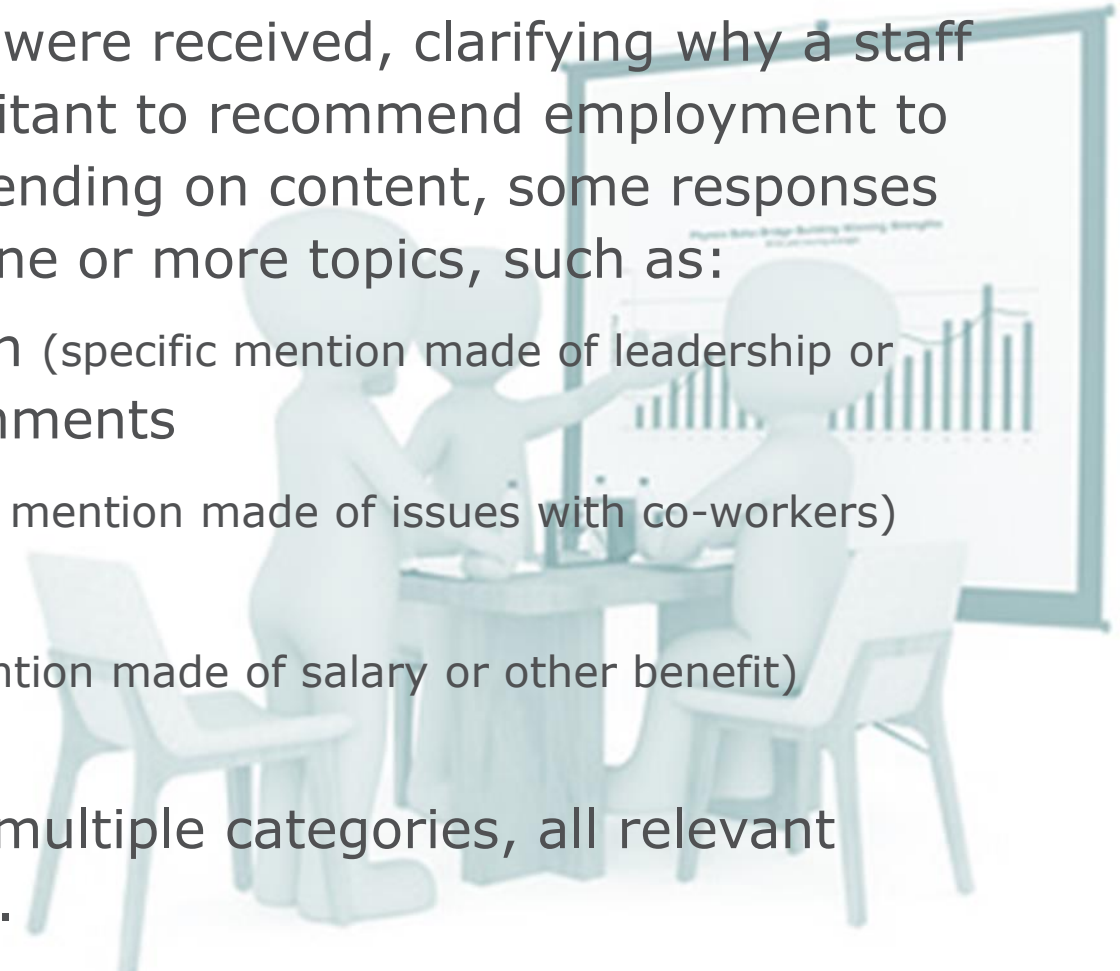 were received, clarifying why a staff
itant to recommend employment to
ending on content, some responses
ne or more topics, such as:
n (specific mention made of leadership or
nments
mention made of issues with co-workers)
ntion made of salary or other benefit)
multiple categories, all relevant
.